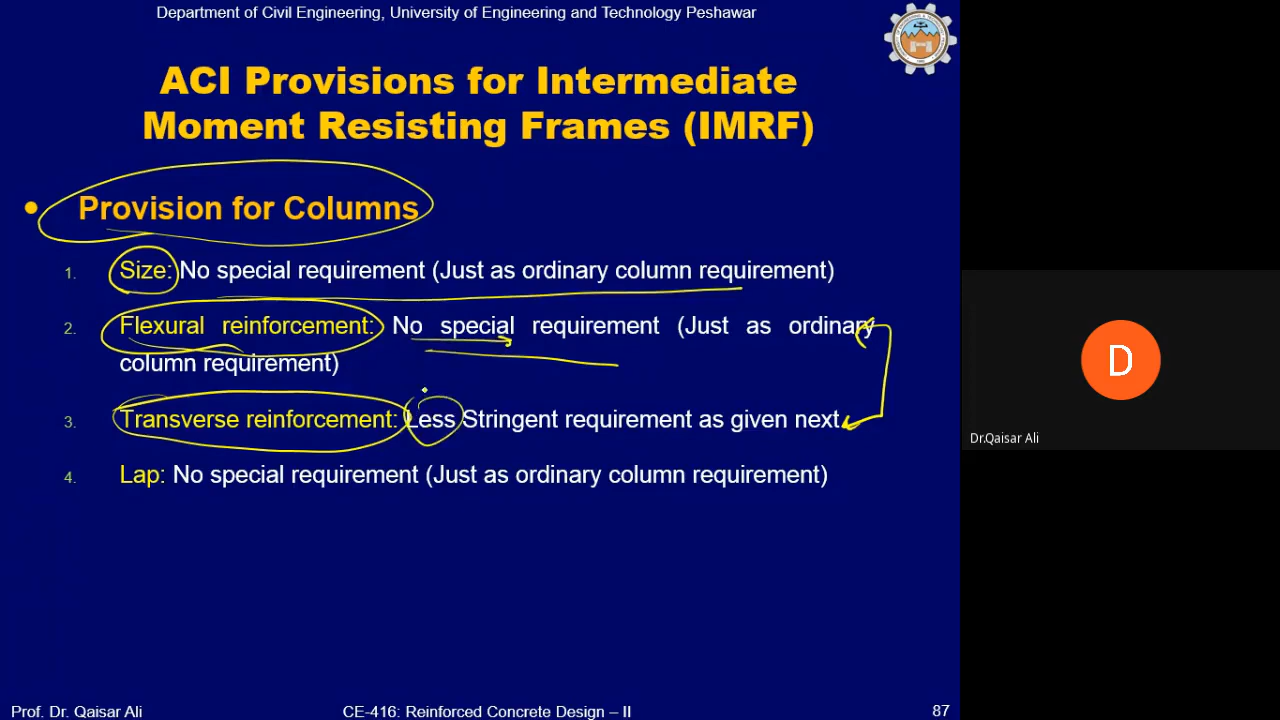 Department of Civil Engineering, University of Engineering and Technology Peshawar
ACI Provisions for Intermediate
Moment Resisting Frames (IMRF)
• Provision for Columns
1. Size: No special requirement (Just as ordinary column requirement)
2. Flexural reinforcement: No special requirement (Just as ordinary
column requirement)
3. Transverse reinforcement: Less Stringent requirement as given next
4. Lap: No special requirement (Just as ordinary column requirement)
D
Dr.Qaisar Ali
Prof. Dr. Qaisar Ali
CE-416: Reinforced Concrete Design – II
87